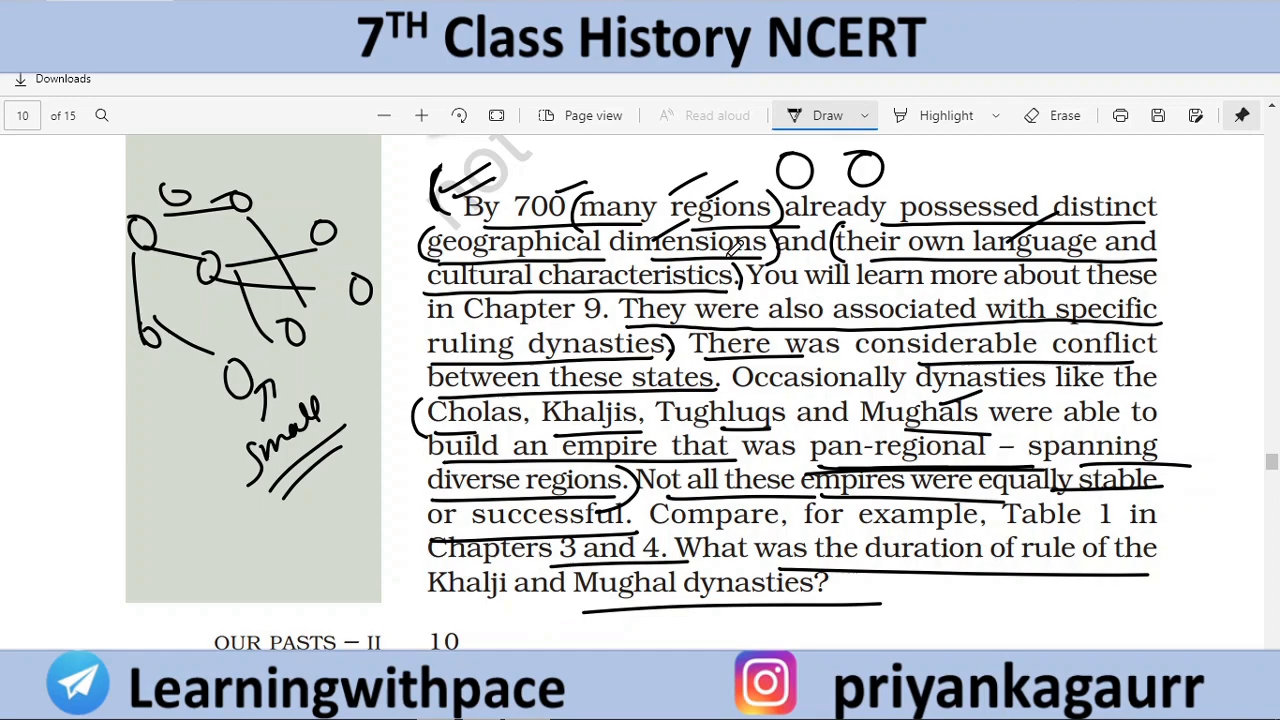 7TH Class History NCERT
Downloads
10 of 15 Page view Read aloud Draw Highlight Erase
not
By 700 many regions already possessed distinct
geographical dimensions and their own language and
cultural characteristics. You will learn more about these
in Chapter 9. They were also associated with specific
ruling dynasties. There was considerable conflict
between these states. Occasionally dynasties like the
Cholas, Khaljis, Tughluqs and Mughals were able to
build an empire that was pan-regional – spanning
diverse regions. Not all these empires were equally stable
or successful. Compare, for example, Table 1 in
Chapters 3 and 4. What was the duration of rule of the
Khalji and Mughal dynasties?
small
OUR PASTS – II 10
Learningwithpace priyankagaurr